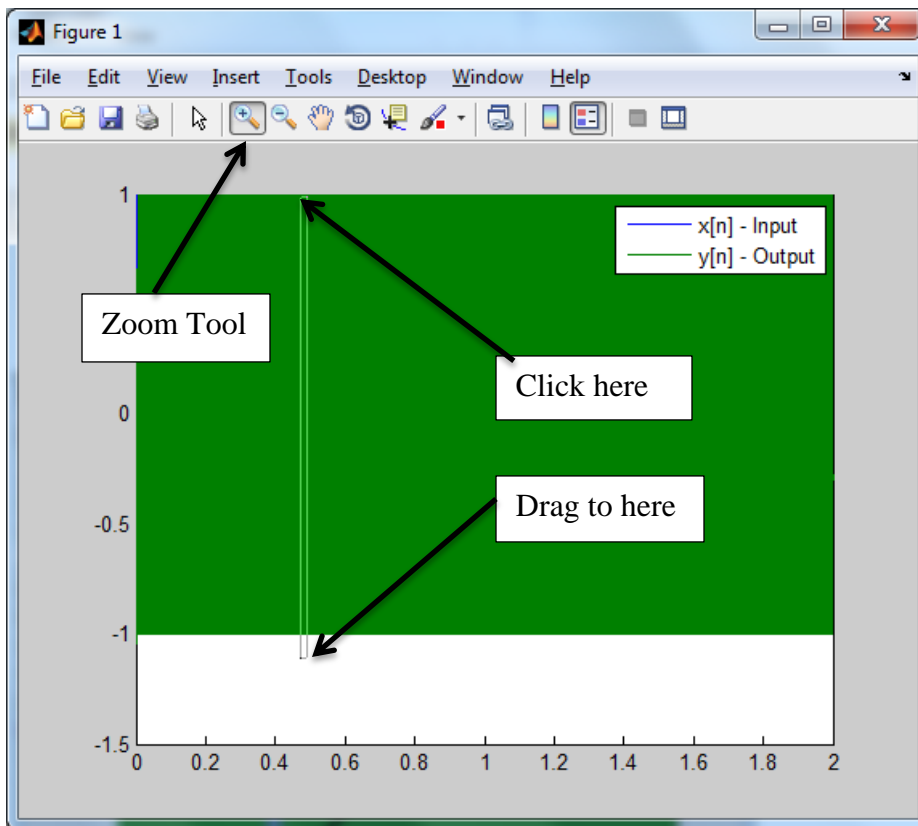 Figure 1
File Edit View Insert Tools Desktop Window Help
1
x[n] - Input
y[n] - Output
Zoom Tool
Click here
0
Drag to here
-0.5
-1
-1.5
0 0.2 0.4 0.6 0.8 1 1.2 1.4 1.6 1.8 2